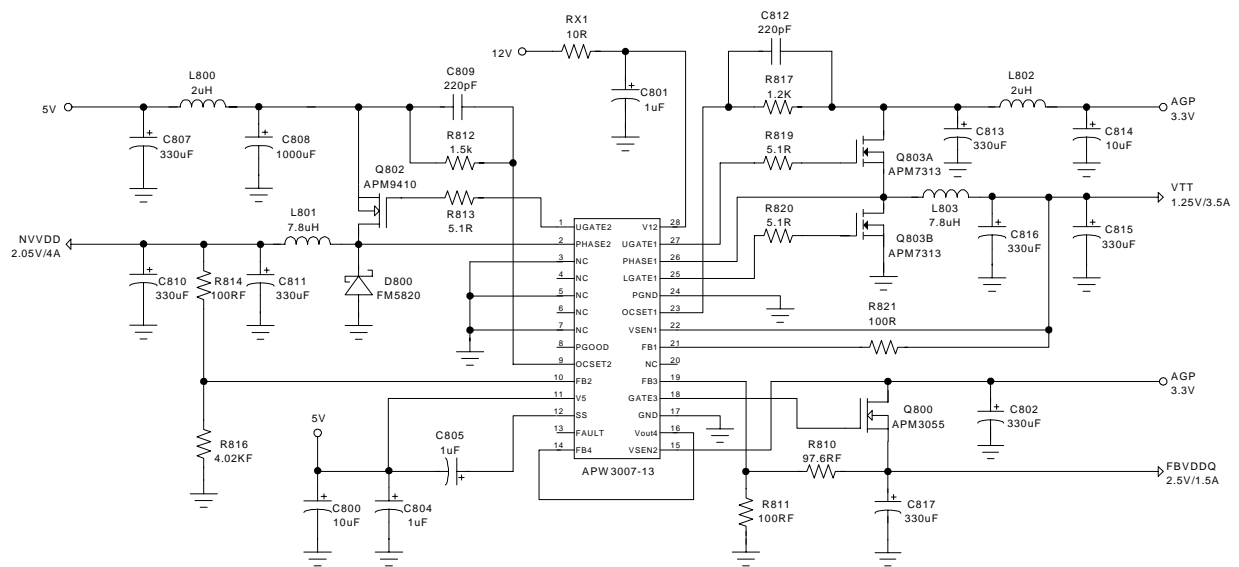 RX1
10R
12V
C801
1uF
C812
220pF
R817
1.2K
L800
2uH
5V
C807
330uF
C808
1000uF
C809
220pF
R812
1.5k
Q802
APM9410
R813
5.1R
L801
7.8uH
NVVDD
2.05V/4A
C810
330uF
R814
100RF
C811
330uF
D800
FM5820
R816
4.02KF
5V
C800
10uF
C804
1uF
C805
1uF
1 UGATE2
2 PHASE2
3 NC
4 NC
5 NC
6 NC
7 NC
8 PGOOD
9 OCSET2
10 FB2
11 V5
12 SS
13 FAULT
14 FB4
V12 28
UGATE1 27
PHASE1 26
LGATE1 25
PGND 24
OCSET1 23
VSEN1 22
FB1 21
NC 20
FB3 19
GATE3 18
GND 17
Vout4 16
VSEN2 15
APW3007-13
R819
5.1R
Q803A
APM7313
R820
5.1R
Q803B
APM7313
L802
2uH
AGP
3.3V
C813
330uF
C814
10uF
L803
7.8uH
VTT
1.25V/3.5A
C816
330uF
C815
330uF
R821
100R
AGP
3.3V
Q800
APM3055
C802
330uF
R810
97.6RF
FBVDDQ
2.5V/1.5A
R811
100RF
C817
330uF